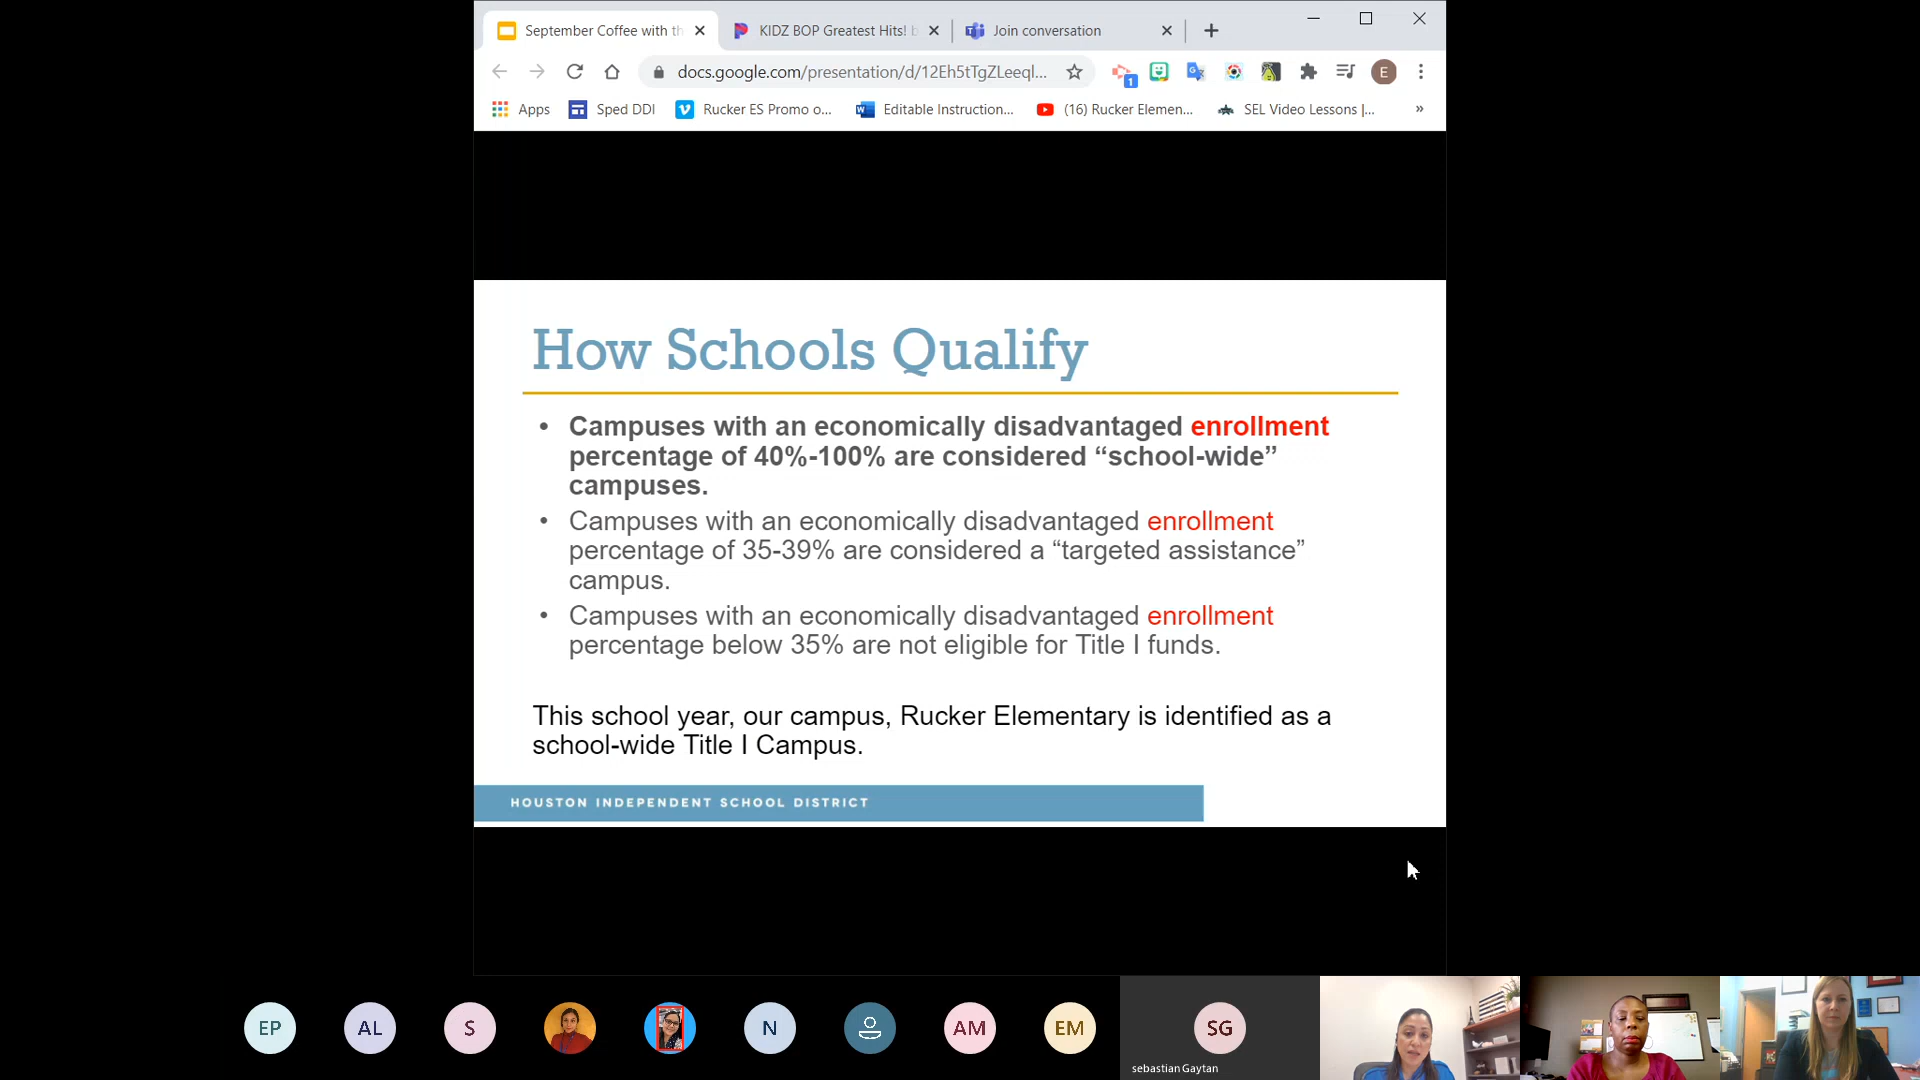 September Coffee with th
KIDZ BOP Greatest Hits!
Join conversation
docs.google.com/presentation/d/12Eh5tTgZLeeql...
1
E
Apps
Sped DDI
Rucker ES Promo o...
Editable Instruction...
(16) Rucker Elemen...
SEL Video Lessons |...
»
How Schools Qualify
• Campuses with an economically disadvantaged enrollment
percentage of 40%-100% are considered “school-wide”
campuses.
• Campuses with an economically disadvantaged enrollment
percentage of 35-39% are considered a “targeted assistance”
campus.
• Campuses with an economically disadvantaged enrollment
percentage below 35% are not eligible for Title I funds.
This school year, our campus, Rucker Elementary is identified as a
school-wide Title I Campus.
HOUSTON INDEPENDENT SCHOOL DISTRICT
EP
AL
S
N
AM
EM
SG
sebastian Gaytan